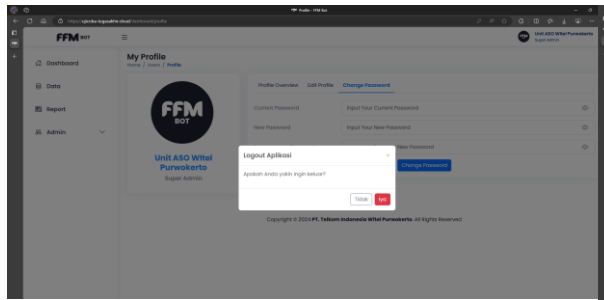 Profile - FFM Bot
FFM BOT
Unit ASO Witel Purwokerto
Super Admin
Dashboard
Data
Report
Admin
My Profile
Home / Users / Profile
FFM
BOT
Unit ASO Witel
Purwokerto
Super Admin
Profile Overview Edit Profile Change Password
Current Password Input Your Current Password
New Password Input Your New Password
New Password
Change Password
Logout Aplikasi
Apakah Anda yakin ingin keluar?
Tidak Iya
Copyright © 2024 PT. Telkom Indonesia Witel Purwokerto. All Rights Reserved